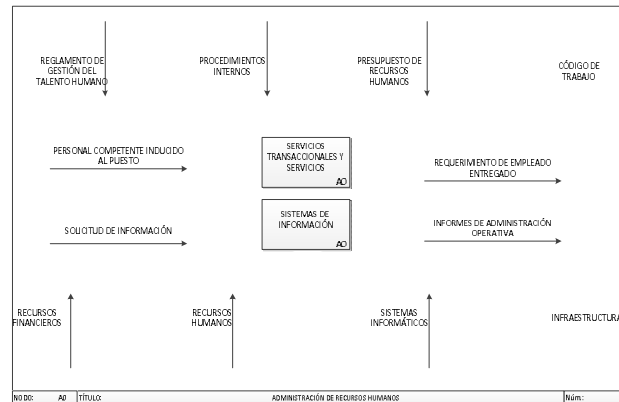 REGLAMENTO DE
GESTIÓN DEL
TALENTO HUMANO
PROCEDIMIENTOS
INTERNOS
PRESUPUESTO DE
RECURSOS
HUMANOS
CÓDIGO DE
TRABAJO
PERSONAL COMPETENTE INDUCIDO
AL PUESTO
SERVICIOS
TRANSACCIONALES Y
SERVICIOS
A0
REQUERIMIENTO DE EMPLEADO
ENTREGADO
SOLICITUD DE INFORMACIÓN
SISTEMAS DE
INFORMACIÓN
A0
INFORMES DE ADMINISTRACIÓN
OPERATIVA
RECURSOS
FINANCIEROS
RECURSOS
HUMANOS
SISTEMAS
INFORMÁTICOS
INFRAESTRUCTURA
NODO: A0 TÍTULO: ADMINISTRACIÓN DE RECURSOS HUMANOS Núm.: